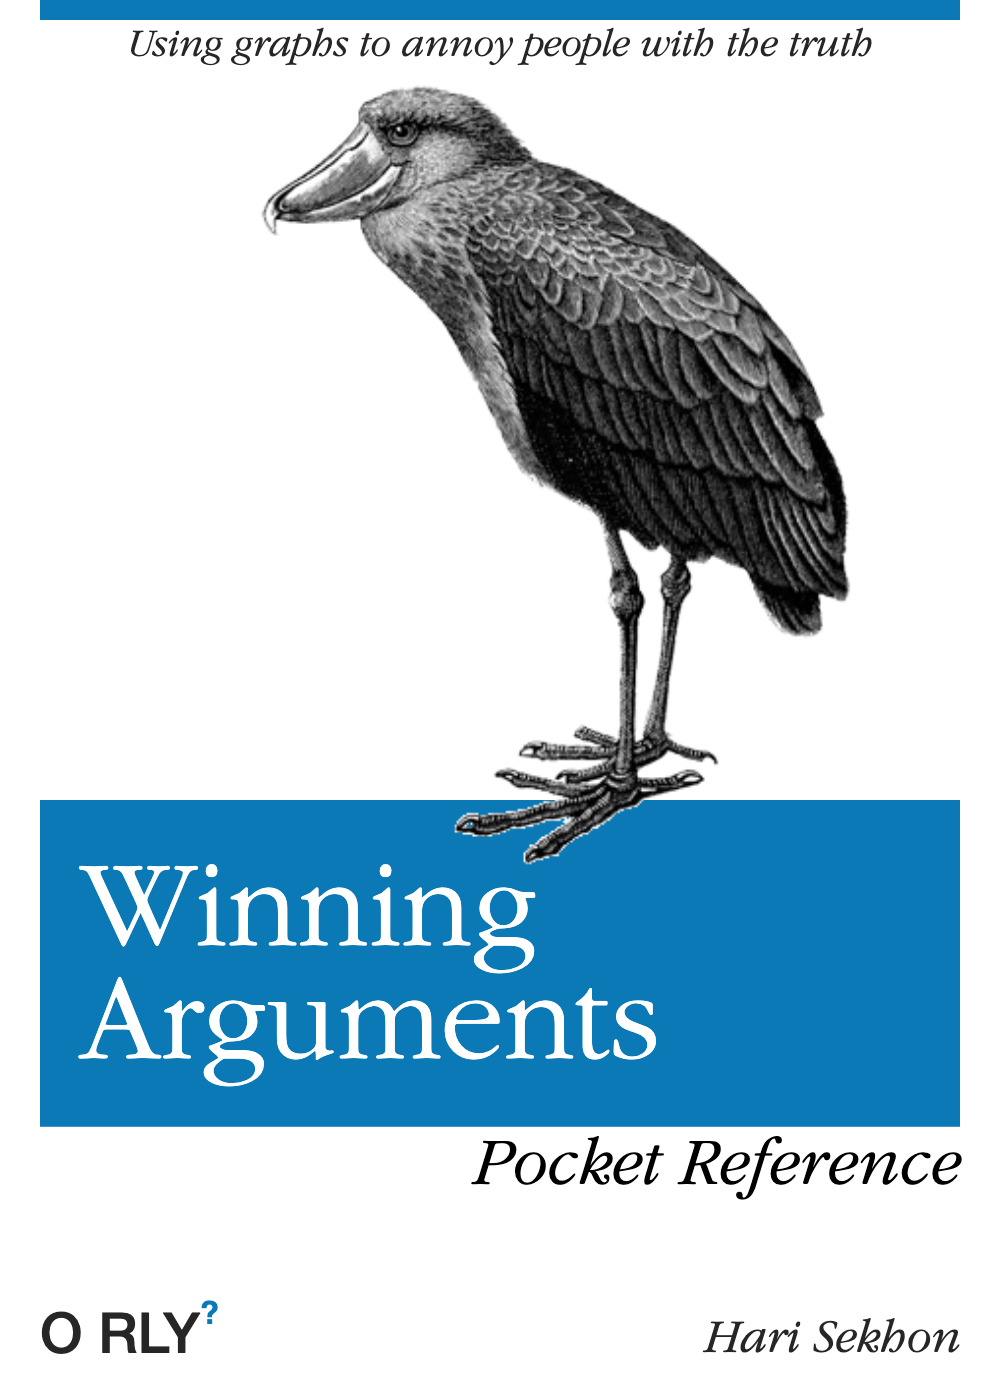 Using graphs to annoy people with the truth
Winning
Arguments
Pocket Reference
O RLY?
Hari Sekhon